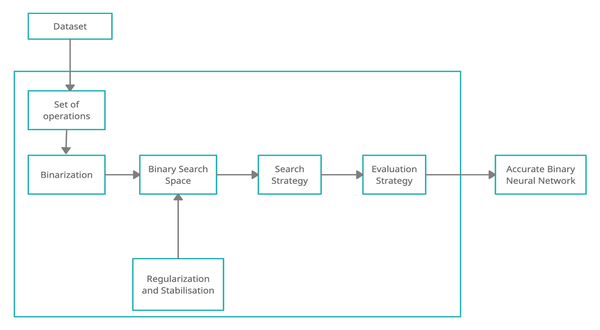 Dataset
Set of
operations
Binarization
Binary Search
Space
Search
Strategy
Evaluation
Strategy
Accurate Binary
Neural Network
Regularization
and Stabilisation